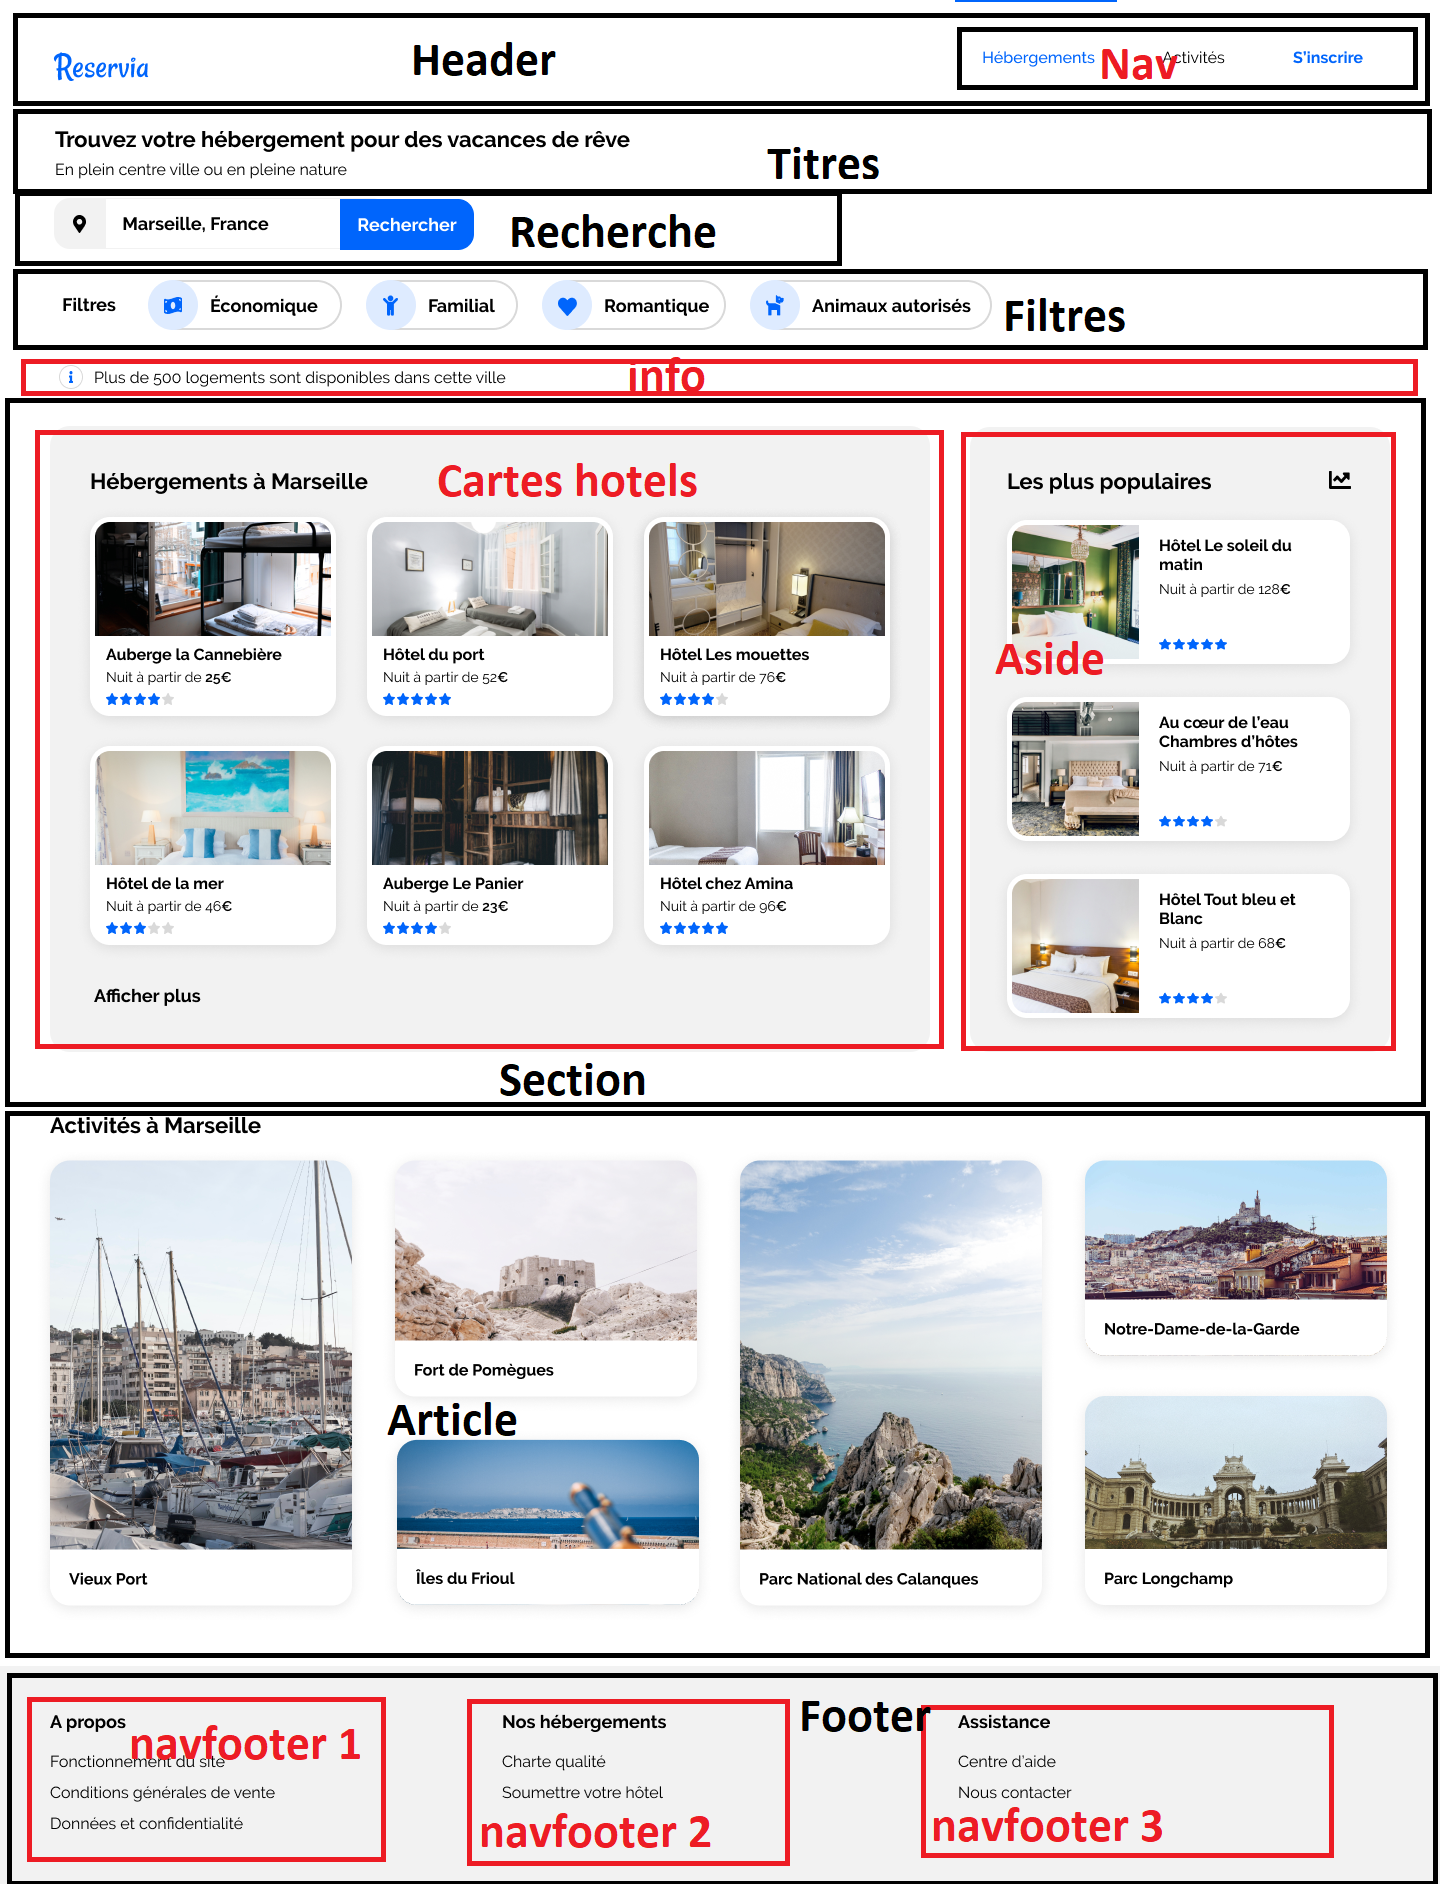 Reservia
Header
Hébergements
Nav
Activités
S'inscrire
Trouvez votre hébergement pour des vacances de rêve
En plein centre ville ou en pleine nature
Titres
Marseille, France
Rechercher
Recherche
Filtres
Économique
Familial
Romantique
Animaux autorisés
Filtres
Plus de 500 logements sont disponibles dans cette ville
info
Hébergements à Marseille
Cartes hotels
Auberge la Cannebière
Nuit à partir de 25€
Hôtel du port
Nuit à partir de 52€
Hôtel Les mouettes
Nuit à partir de 76€
Hôtel de la mer
Nuit à partir de 46€
Auberge Le Panier
Nuit à partir de 23€
Hôtel chez Amina
Nuit à partir de 96€
Afficher plus
Les plus populaires
Hôtel Le soleil du
matin
Nuit à partir de 128€
Aside
Au cœur de l'eau
Chambres d'hôtes
Nuit à partir de 71€
Hôtel Tout bleu et
Blanc
Nuit à partir de 68€
Section
Activités à Marseille
Vieux Port
Fort de Pomègues
Article
Îles du Frioul
Parc National des Calanques
Notre-Dame-de-la-Garde
Parc Longchamp
Footer
A propos
navfooter 1
Fonctionnement du site
Conditions générales de vente
Données et confidentialité
Nos hébergements
Charte qualité
Soumettre votre hôtel
navfooter 2
Assistance
Centre d'aide
Nous contacter
navfooter 3